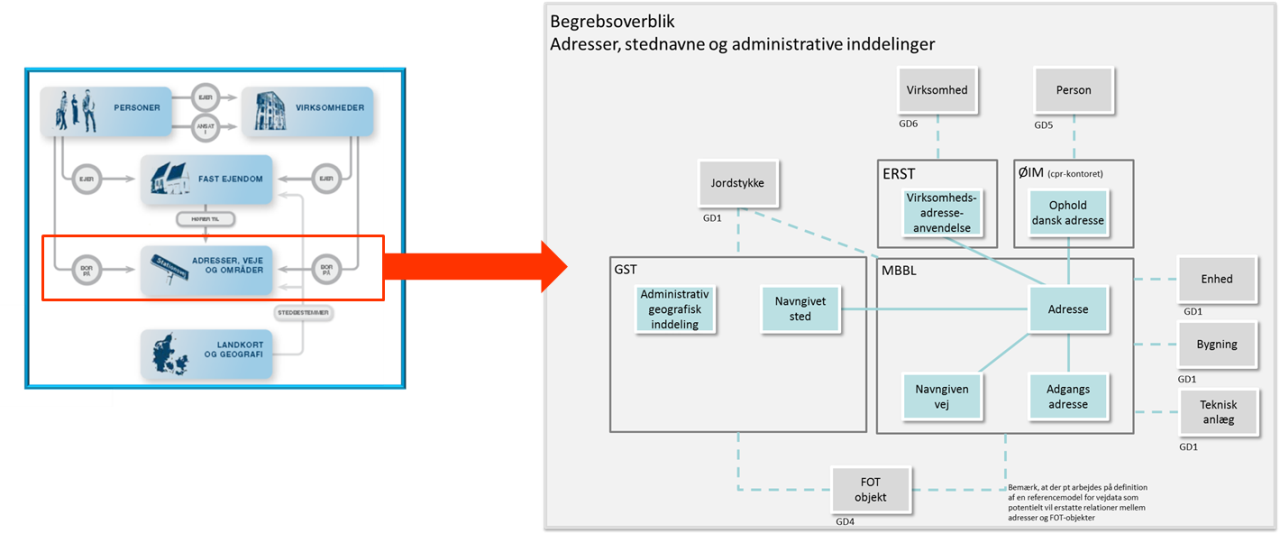 PERSONER
EJER
ANSAT
I
VIRKSOMHEDER
EJER
FAST EJENDOM
EJER
HØRER TIL
BOR
PÅ
ADRESSER, VEJE
OG OMRÅDER
BOR
PÅ
STEDBESTEMMER
LANDKORT
OG GEOGRAFI
Begrebsoverblik
Adresser, stednavne og administrative inddelinger
Virksomhed
GD6
Person
GD5
Jordstykke
GD1
ERST
Virksomheds-
adresse-
anvendelse
ØIM (cpr-kontoret)
Ophold
dansk adresse
GST
Administrativ
geografisk
inddeling
Navngivet
sted
MBBL
Adresse
Navngiven
vej
Adgangs
adresse
Enhed
GD1
Bygning
GD1
Teknisk
anlæg
GD1
FOT
objekt
GD4
Bemærk, at der pt arbejdes på definition
af en referencemodel for vejdata som
potentielt vil erstatte relationer mellem
adresser og FOT-objekter